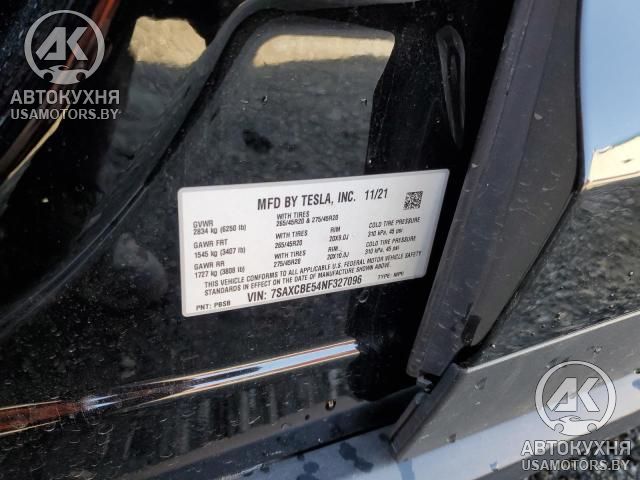 AK
АВТОКУХНЯ
USAMOTORS.BY
MFD BY TESLA, INC. 11/21
GVWR
2834 kg (6250 lb)
WITH TIRES
265/45R20 & 275/45R20
COLD TIRE PRESSURE
310 kPa, 45 psi
GAWR FRT
1545 kg (3407 lb)
WITH TIRES
265/45R20
RIM
20X9.0J
COLD TIRE PRESSURE
310 kPa, 45 psi
GAWR RR
1727 kg (3808 lb)
WITH TIRES
275/45R20
RIM
20X10.0J
THIS VEHICLE CONFORMS TO ALL APPLICABLE U.S. FEDERAL MOTOR VEHICLE
SAFETY STANDARDS IN EFFECT ON THE DATE OF MANUFACTURE SHOWN ABOVE.
PNT: PBSB
VIN: 7SAXCBE54NF327096
TYPE: MPV
AK
АВТОКУХНЯ
USAMOTORS.BY